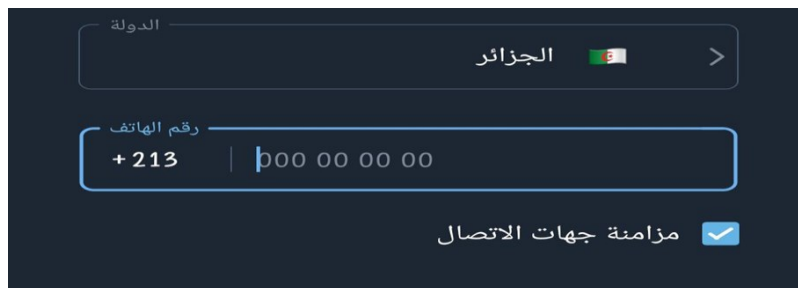 الدولة
الجزائر
رقم الهاتف
+213 000 00 00 00
مزامنة جهات الاتصال